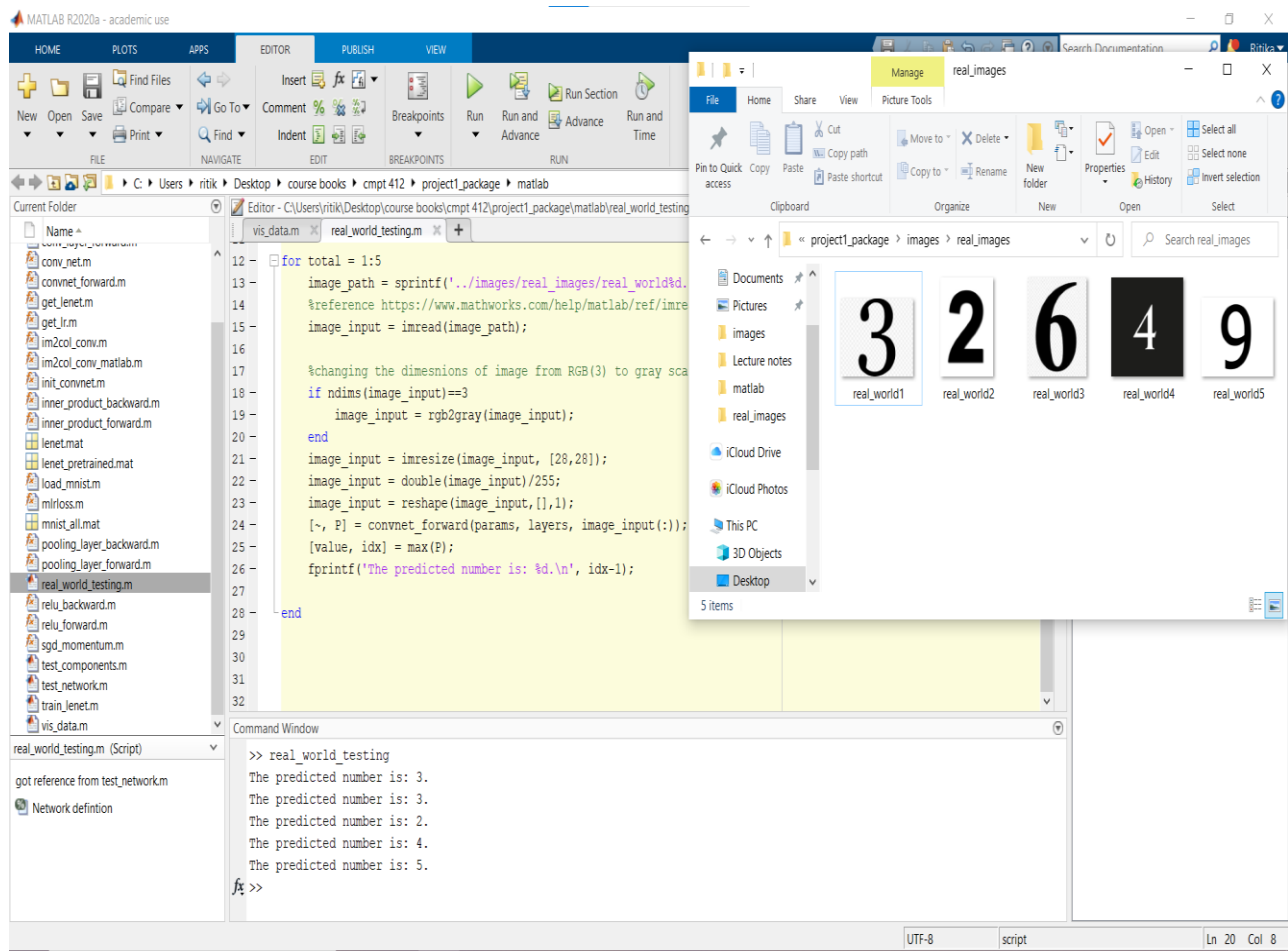 MATLAB R2020a - academic use
HOME PLOTS APPS EDITOR PUBLISH VIEW
Search Documentation Ritika
New Open Save
Find Files
Compare
Print
FILE
Go To
Find
NAVIGATE
Insert fx
Comment
Indent
EDIT
Breakpoints
BREAKPOINTS
Run
Run and Advance
Run Section
Advance
Run and Time
RUN
C: Users ritik Desktop course books cmpt 412 project1_package matlab
Current Folder
Name
conv_layer_forward.m
conv_net.m
convnet_forward.m
get_lenet.m
get_lr.m
im2col_conv.m
im2col_conv_matlab.m
init_convnet.m
inner_product_backward.m
inner_product_forward.m
lenet.mat
lenet_pretrained.mat
load_mnist.m
mlrloss.m
mnist_all.mat
pooling_layer_backward.m
pooling_layer_forward.m
real_world_testing.m
relu_backward.m
relu_forward.m
sgd_momentum.m
test_components.m
test_network.m
train_lenet.m
vis_data.m
real_world_testing.m (Script)
got reference from test_network.m
Network defintion
Editor - C:\Users\ritik\Desktop\course books\cmpt 412\project1_package\matlab\real_world_testing
vis_data.m real_world_testing.m +
12 - for total = 1:5
13 - image_path = sprintf('../images/real_images/real_world%d.
14 %reference https://www.mathworks.com/help/matlab/ref/imre
15 - image_input = imread(image_path);
16
17 %changing the dimesnions of image from RGB(3) to gray sca
18 - if ndims(image_input)==3
19 - image_input = rgb2gray(image_input);
20 - end
21 - image_input = imresize(image_input, [28,28]);
22 - image_input = double(image_input)/255;
23 - image_input = reshape(image_input,[],1);
24 - [~, P] = convnet_forward(params, layers, image_input(:));
25 - [value, idx] = max(P);
26 - fprintf('The predicted number is: %d.\n', idx-1);
27
28 - end
29
30
31
32
Command Window
>> real_world_testing
The predicted number is: 3.
The predicted number is: 3.
The predicted number is: 2.
The predicted number is: 4.
The predicted number is: 5.
fx >>
Manage real_images
File Home Share View Picture Tools
Pin to Quick access
Copy
Paste
Cut
Copy path
Paste shortcut
Clipboard
Move to
Copy to
Delete
Rename
Organize
New folder
New
Properties
Open
Edit
History
Open
Select all
Select none
Invert selection
Select
« project1_package > images > real_images
Search real_images
Documents
Pictures
images
Lecture notes
matlab
real_images
iCloud Drive
iCloud Photos
This PC
3D Objects
Desktop
3 2 6 4 9
real_world1 real_world2 real_world3 real_world4 real_world5
5 items
UTF-8 script Ln 20 Col 8